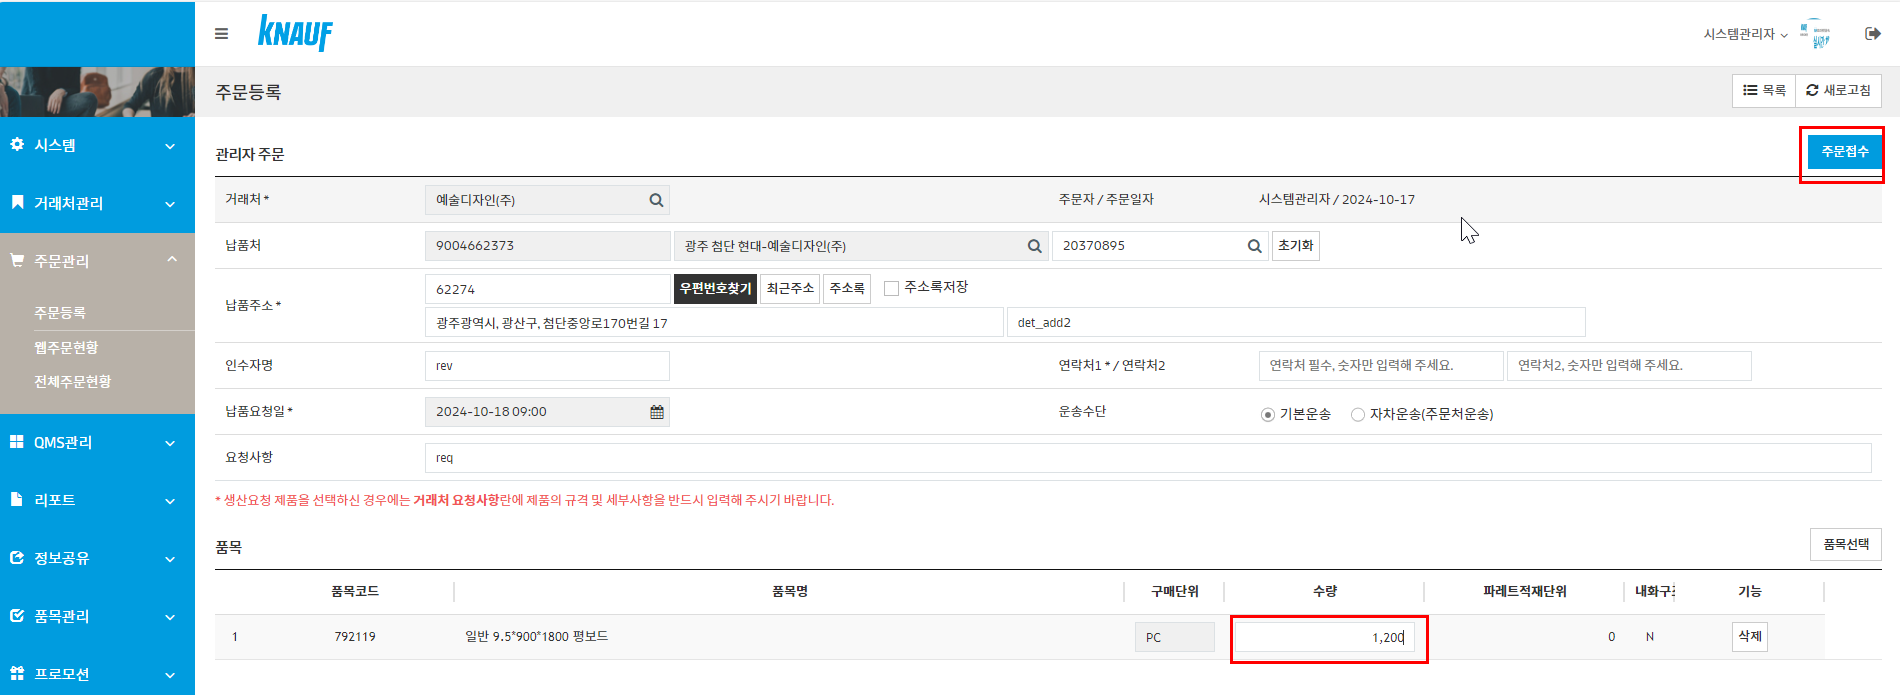 KNAUF
시스템관리자
주문등록
목록
새로고침
시스템
거래처관리
주문관리
주문등록
웹주문현황
전체주문현황
QMS관리
리포트
정보공유
품목관리
프로모션
관리자 주문
주문접수
거래처 *
예술디자인(주)
주문자 / 주문일자
시스템관리자 / 2024-10-17
납품처
9004662373
광주 첨단 현대-예술디자인(주)
20370895
초기화
납품주소 *
62274
우편번호찾기
최근주소
주소록
주소록저장
광주광역시, 광산구, 첨단중앙로170번길 17
det_add2
인수자명
rev
연락처1 * / 연락처2
연락처 필수, 숫자만 입력해 주세요.
연락처2, 숫자만 입력해 주세요.
납품요청일 *
2024-10-18 09:00
운송수단
기본운송
자차운송(주문처운송)
요청사항
req
* 생산요청 제품을 선택하신 경우에는 거래처 요청사항란에 제품의 규격 및 세부사항을 반드시 입력해 주시기 바랍니다.
품목
품목선택
품목코드
품목명
구매단위
수량
파레트적재단위
내화구
기능
1
792119
일반 9.5*900*1800 평보드
PC
1,200
0
N
삭제